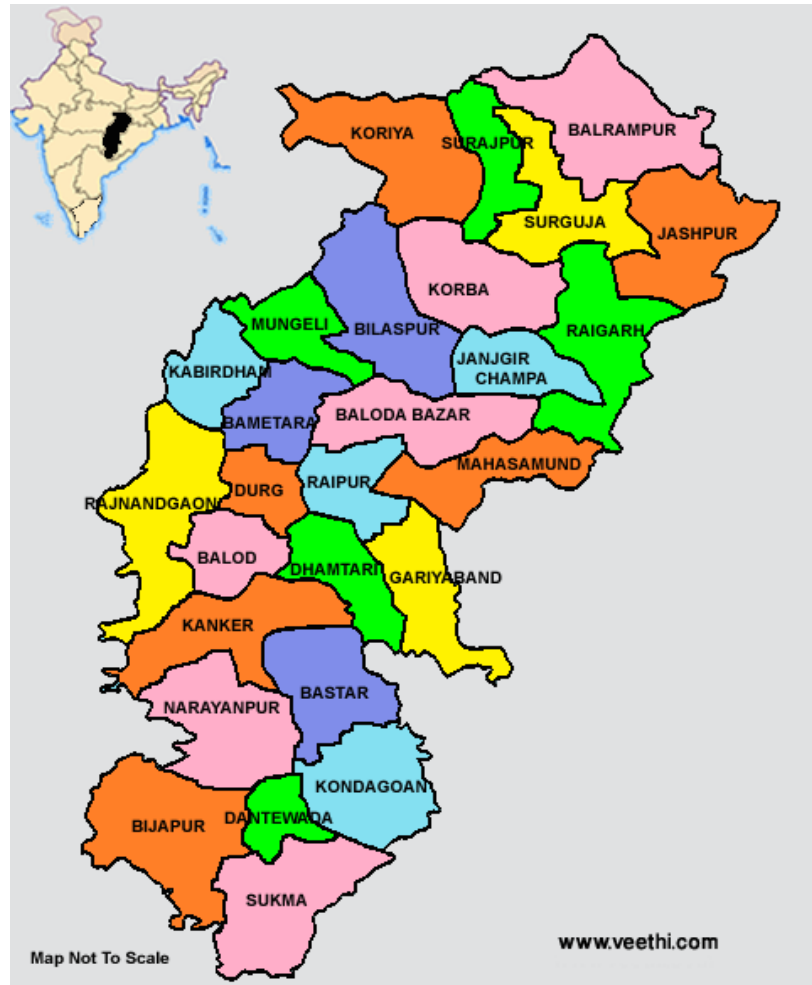 BALRAMPUR
KORIYA
SURAJPUR
SURGUJA
JASHPUR
KORBA
MUNGELI
BILASPUR
RAIGARH
JANJGIR
CHAMPA
KABIRDHAM
BAMETARA
BALODA BAZAR
MAHASAMUND
RAJNANDGAON
DURG
RAIPUR
BALOD
DHAMTARI
GARIYABAND
KANKER
BASTAR
NARAYANPUR
KONDAGOAN
BIJAPUR
DANTEWADA
SUKMA
www.veethi.com
Map Not To Scale